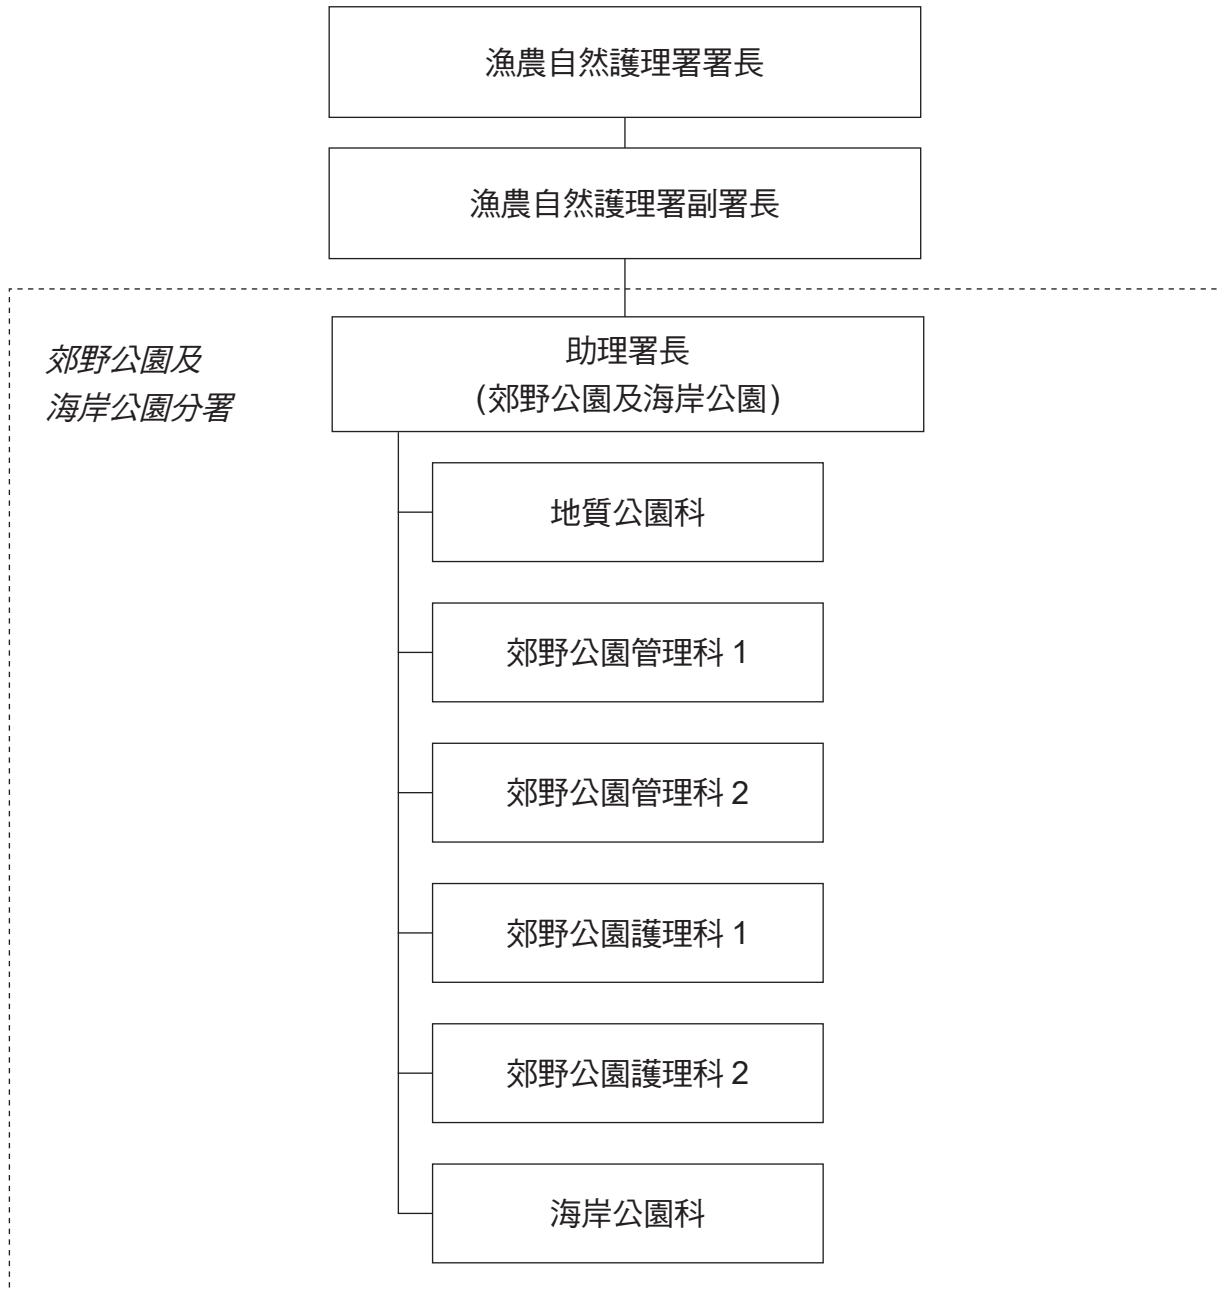 漁農自然護理署署長
漁農自然護理署副署長
郊野公園及
海岸公園分署
助理署長
(郊野公園及海岸公園)
地質公園科
郊野公園管理科 1
郊野公園管理科 2
郊野公園護理科 1
郊野公園護理科 2
海岸公園科